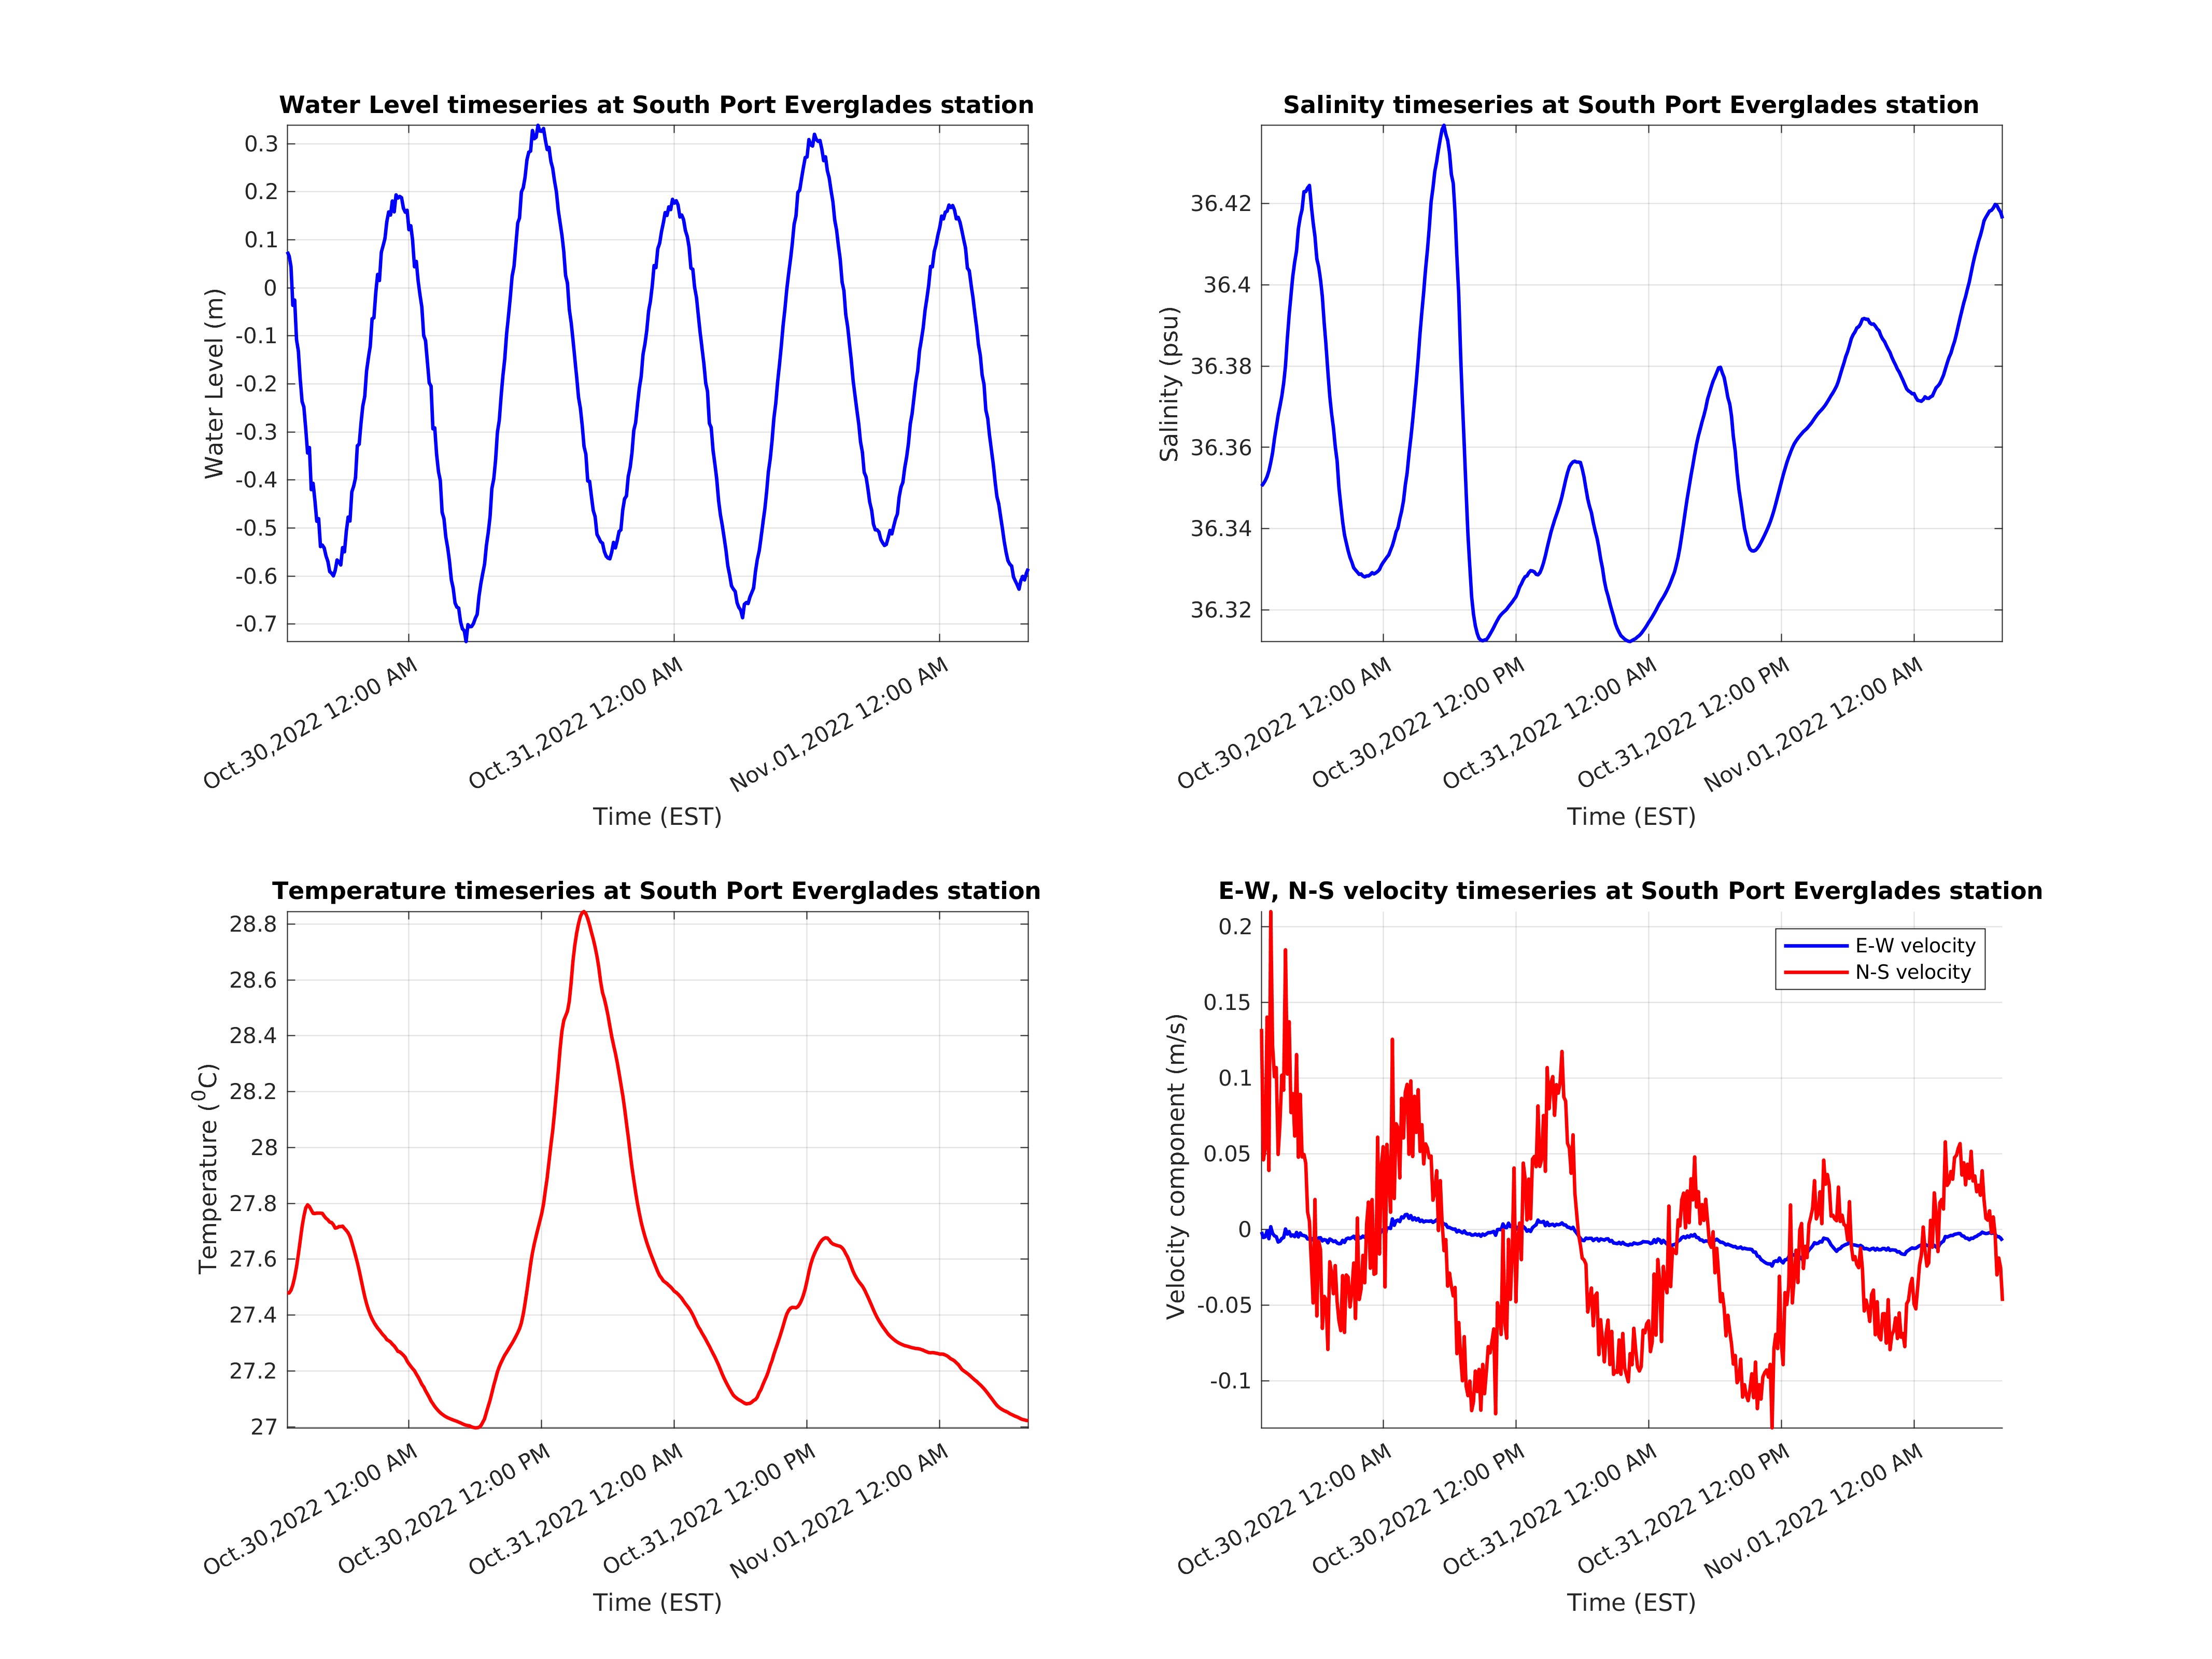 Water Level timeseries at South Port Everglades station
0.3
0.2
0.1
0
-0.1
-0.2
-0.3
-0.4
-0.5
-0.6
-0.7
Water Level (m)
Oct.30,2022 12:00 AM
Oct.31,2022 12:00 AM
Nov.01,2022 12:00 AM
Time (EST)
Salinity timeseries at South Port Everglades station
36.42
36.4
36.38
36.36
36.34
36.32
Salinity (psu)
Oct.30,2022 12:00 AM
Oct.30,2022 12:00 PM
Oct.31,2022 12:00 AM
Oct.31,2022 12:00 PM
Nov.01,2022 12:00 AM
Time (EST)
Temperature timeseries at South Port Everglades station
28.8
28.6
28.4
28.2
28
27.8
27.6
27.4
27.2
27
Temperature (⁰C)
Oct.30,2022 12:00 AM
Oct.30,2022 12:00 PM
Oct.31,2022 12:00 AM
Oct.31,2022 12:00 PM
Nov.01,2022 12:00 AM
Time (EST)
E-W, N-S velocity timeseries at South Port Everglades station
0.2
0.15
0.1
0.05
0
-0.05
-0.1
Velocity component (m/s)
E-W velocity
N-S velocity
Oct.30,2022 12:00 AM
Oct.30,2022 12:00 PM
Oct.31,2022 12:00 AM
Oct.31,2022 12:00 PM
Nov.01,2022 12:00 AM
Time (EST)